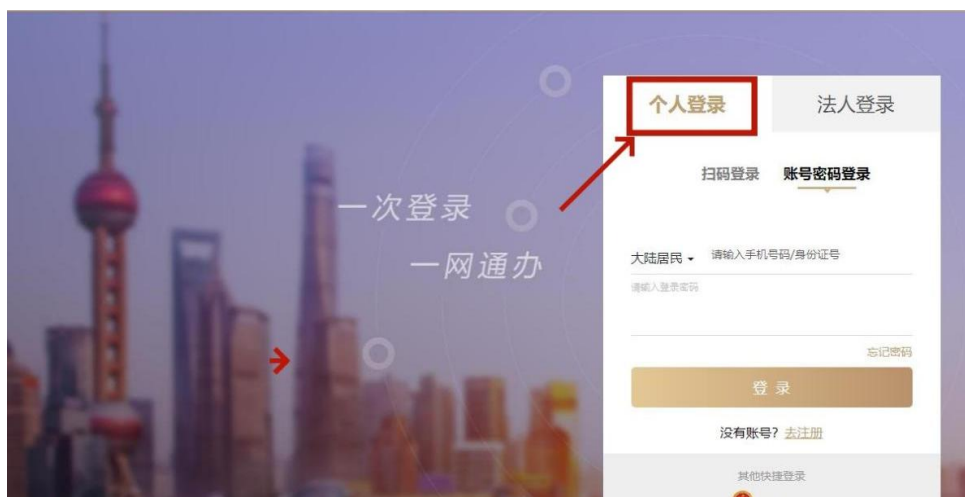 一次登录
一网通办
个人登录 法人登录
扫码登录 账号密码登录
大陆居民 请输入手机号码/身份证号
请输入登录密码
忘记密码
登 录
没有账号? 去注册
其他快捷登录